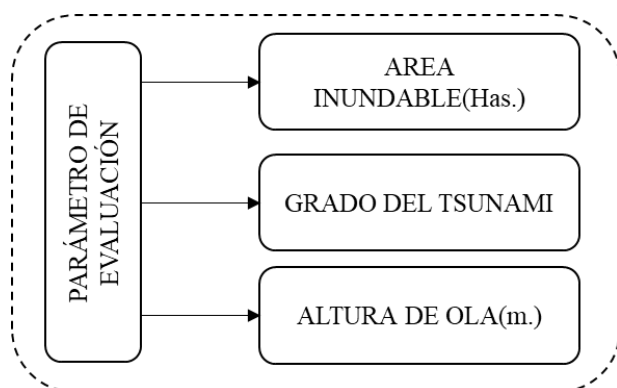 PARÁMETRO DE
EVALUACIÓN
AREA
INUNDABLE(Has.)
GRADO DEL TSUNAMI
ALTURA DE OLA(m.)